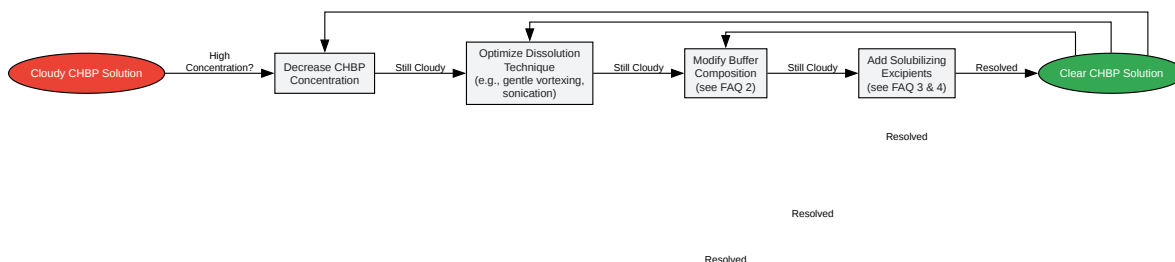 Cloudy CHBP Solution
High
Concentration?
Decrease CHBP
Concentration
Still Cloudy
Optimize Dissolution
Technique
(e.g., gentle vortexing,
sonication)
Still Cloudy
Modify Buffer
Composition
(see FAQ 2)
Still Cloudy
Add Solubilizing
Excipients
(see FAQ 3 & 4)
Resolved
Clear CHBP Solution
Resolved
Resolved
Resolved